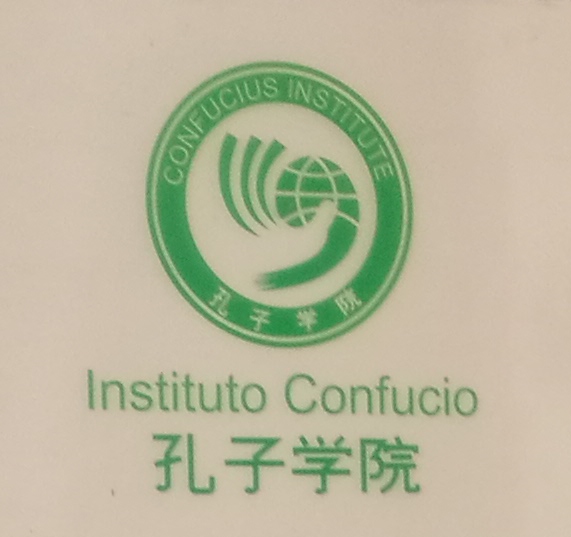 CONFUCIUS INSTITUTE
孔子学院
Instituto Confucio
孔子学院